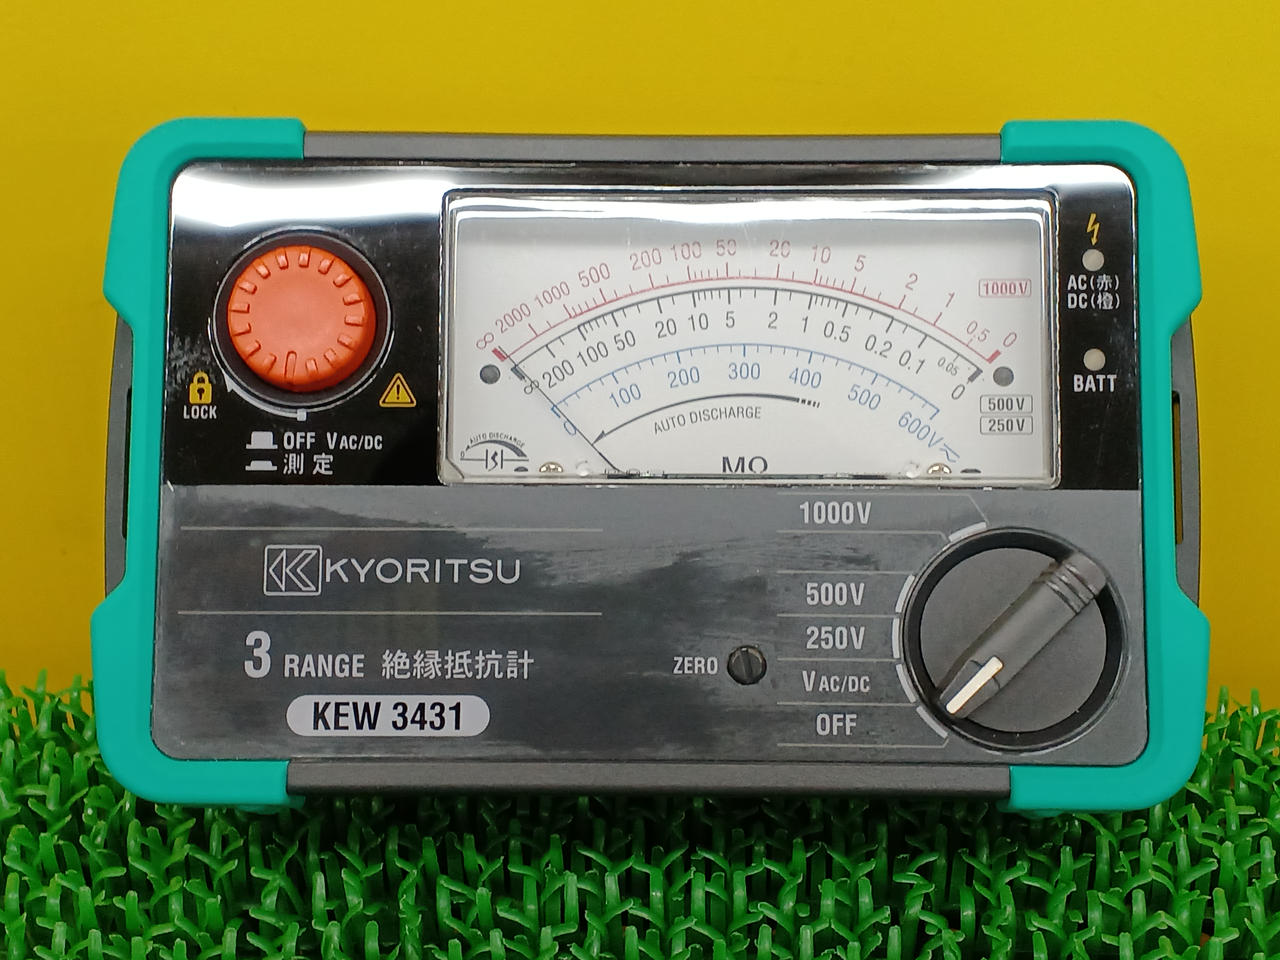 ∞ 2000 1000 500 200 100 50 20 10 5 2 1 0.5 0
1000V
∞ 200 100 50 20 10 5 2 1 0.5 0.2 0.1 0.05 0
500V
250V
0 100 200 300 400 500 600V
AUTO DISCHARGE
AUTO DISCHARGE
MΩ
AC(赤)
DC(橙)
BATT
LOCK
OFF V AC/DC
測定
KYORITSU
3 RANGE 絶縁抵抗計
KEW 3431
ZERO
1000V
500V
250V
V AC/DC
OFF